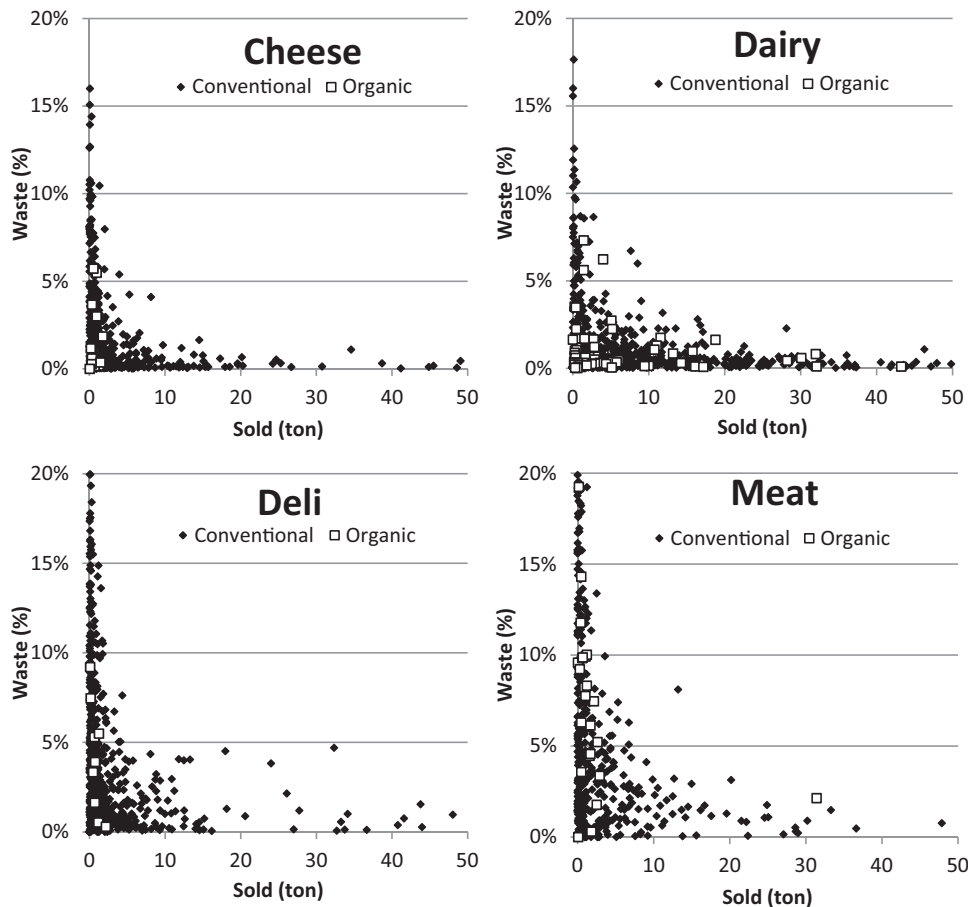 Cheese
◆ Conventional □ Organic
20%
15%
10%
5%
0%
Waste (%)
0 10 20 30 40 50
Sold (ton)
Dairy
◆ Conventional □ Organic
20%
15%
10%
5%
0%
Waste (%)
0 10 20 30 40 50
Sold (ton)
Deli
◆ Conventional □ Organic
20%
15%
10%
5%
0%
Waste (%)
0 10 20 30 40 50
Sold (ton)
Meat
◆ Conventional □ Organic
20%
15%
10%
5%
0%
Waste (%)
0 10 20 30 40 50
Sold (ton)